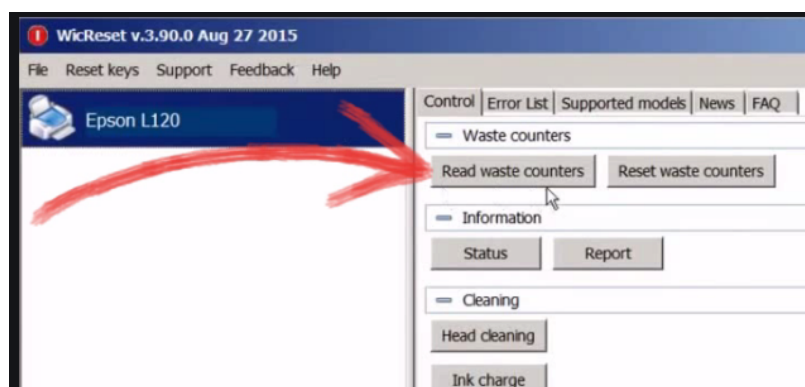 WicReset v.3.90.0 Aug 27 2015
File Reset keys Support Feedback Help
Epson L120
Control Error List Supported models News FAQ
Waste counters
Read waste counters Reset waste counters
Information
Status Report
Cleaning
Head cleaning
Ink charge